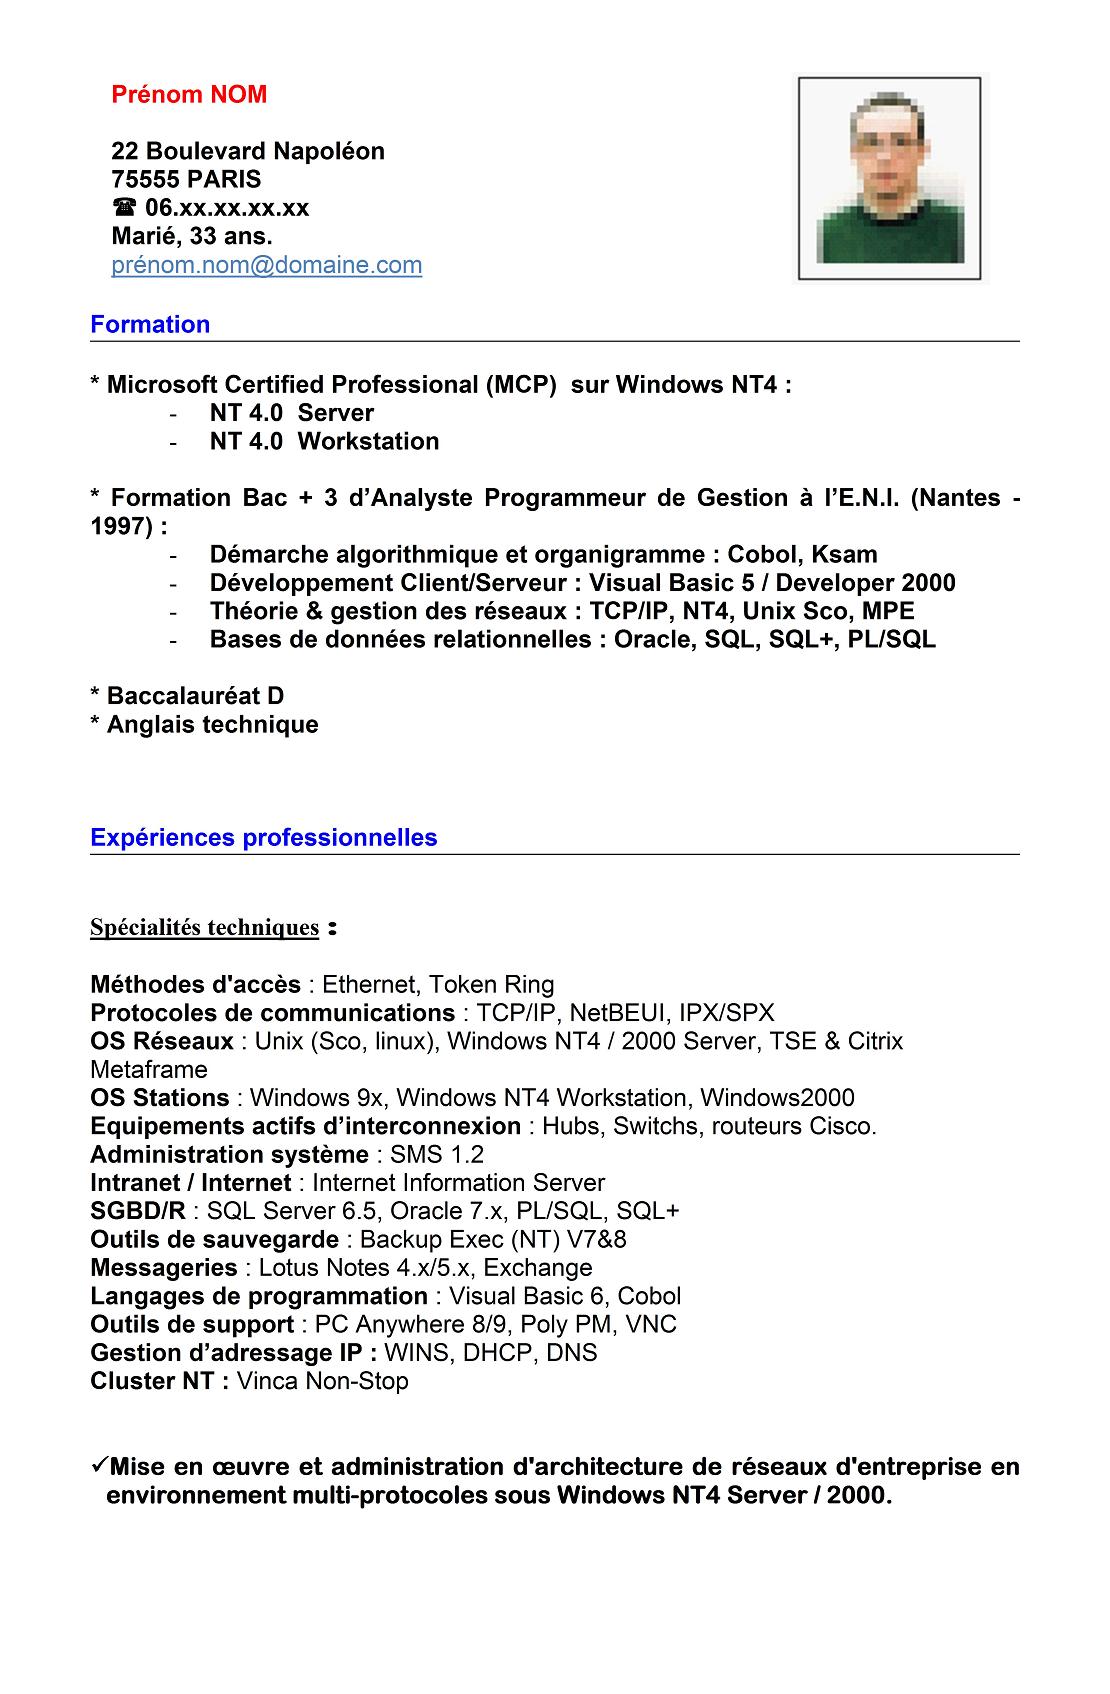 Prénom NOM
22 Boulevard Napoléon
75555 PARIS
☎ 06.xx.xx.xx.xx
Marié, 33 ans.
prénom.nom@domaine.com
Formation
* Microsoft Certified Professional (MCP)  sur Windows NT4 :
- NT 4.0  Server
- NT 4.0  Workstation
* Formation Bac + 3 d’Analyste Programmeur de Gestion à l’E.N.I. (Nantes -
1997) :
- Démarche algorithmique et organigramme : Cobol, Ksam
- Développement Client/Serveur : Visual Basic 5 / Developer 2000
- Théorie & gestion des réseaux : TCP/IP, NT4, Unix Sco, MPE
- Bases de données relationnelles : Oracle, SQL, SQL+, PL/SQL
* Baccalauréat D
* Anglais technique
Expériences professionnelles
Spécialités techniques :
Méthodes d'accès : Ethernet, Token Ring
Protocoles de communications : TCP/IP, NetBEUI, IPX/SPX
OS Réseaux : Unix (Sco, linux), Windows NT4 / 2000 Server, TSE & Citrix
Metaframe
OS Stations : Windows 9x, Windows NT4 Workstation, Windows2000
Equipements actifs d’interconnexion : Hubs, Switchs, routeurs Cisco.
Administration système : SMS 1.2
Intranet / Internet : Internet Information Server
SGBD/R : SQL Server 6.5, Oracle 7.x, PL/SQL, SQL+
Outils de sauvegarde : Backup Exec (NT) V7&8
Messageries : Lotus Notes 4.x/5.x, Exchange
Langages de programmation : Visual Basic 6, Cobol
Outils de support : PC Anywhere 8/9, Poly PM, VNC
Gestion d’adressage IP : WINS, DHCP, DNS
Cluster NT : Vinca Non-Stop
✓Mise en œuvre et administration d'architecture de réseaux d'entreprise en
environnement multi-protocoles sous Windows NT4 Server / 2000.